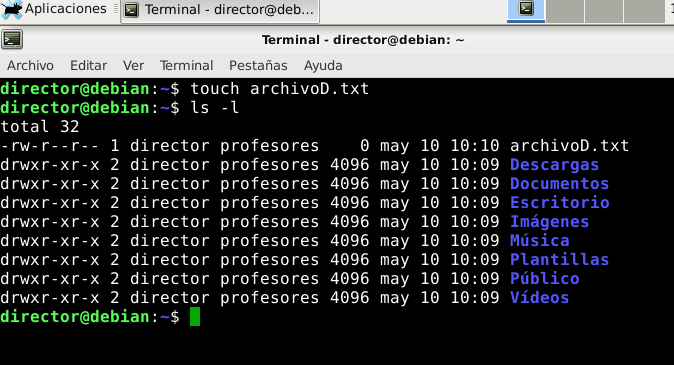 Aplicaciones Terminal - director@deb...
Terminal - director@debian: ~
Archivo Editar Ver Terminal Pestañas Ayuda
director@debian:~$ touch archivoD.txt
director@debian:~$ ls -l
total 32
-rw-r--r-- 1 director profesores    0 may 10 10:10 archivoD.txt
drwxr-xr-x 2 director profesores 4096 may 10 10:09 Descargas
drwxr-xr-x 2 director profesores 4096 may 10 10:09 Documentos
drwxr-xr-x 2 director profesores 4096 may 10 10:09 Escritorio
drwxr-xr-x 2 director profesores 4096 may 10 10:09 Imágenes
drwxr-xr-x 2 director profesores 4096 may 10 10:09 Música
drwxr-xr-x 2 director profesores 4096 may 10 10:09 Plantillas
drwxr-xr-x 2 director profesores 4096 may 10 10:09 Público
drwxr-xr-x 2 director profesores 4096 may 10 10:09 Vídeos
director@debian:~$